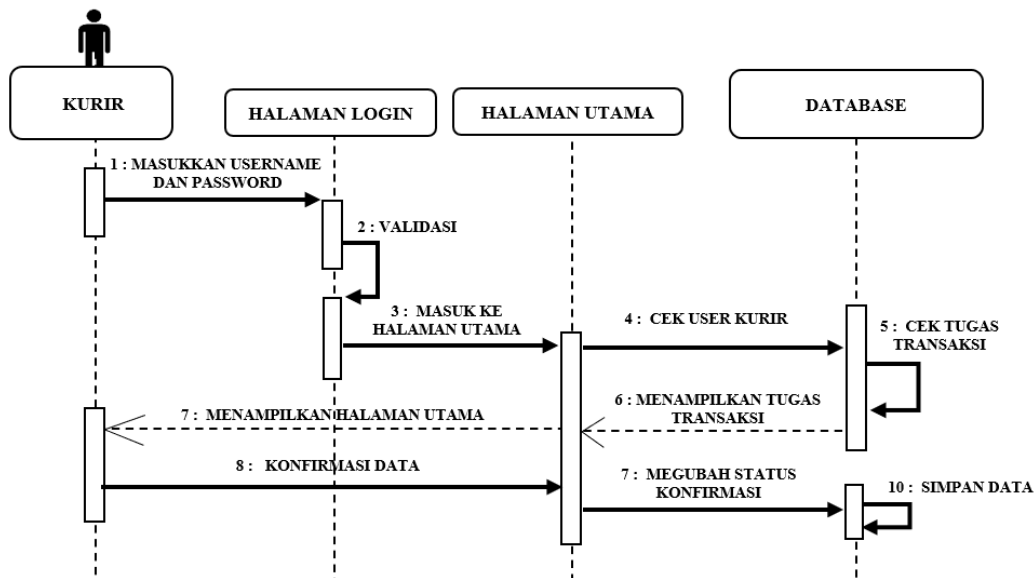 KURIR
HALAMAN LOGIN
HALAMAN UTAMA
DATABASE
1 : MASUKKAN USERNAME
DAN PASSWORD
2 : VALIDASI
3 : MASUK KE
HALAMAN UTAMA
4 : CEK USER KURIR
5 : CEK TUGAS
TRANSAKSI
6 : MENAMPILKAN TUGAS
TRANSAKSI
7 : MENAMPILKAN HALAMAN UTAMA
8 : KONFIRMASI DATA
7 : MEGUBAH STATUS
KONFIRMASI
10 : SIMPAN DATA